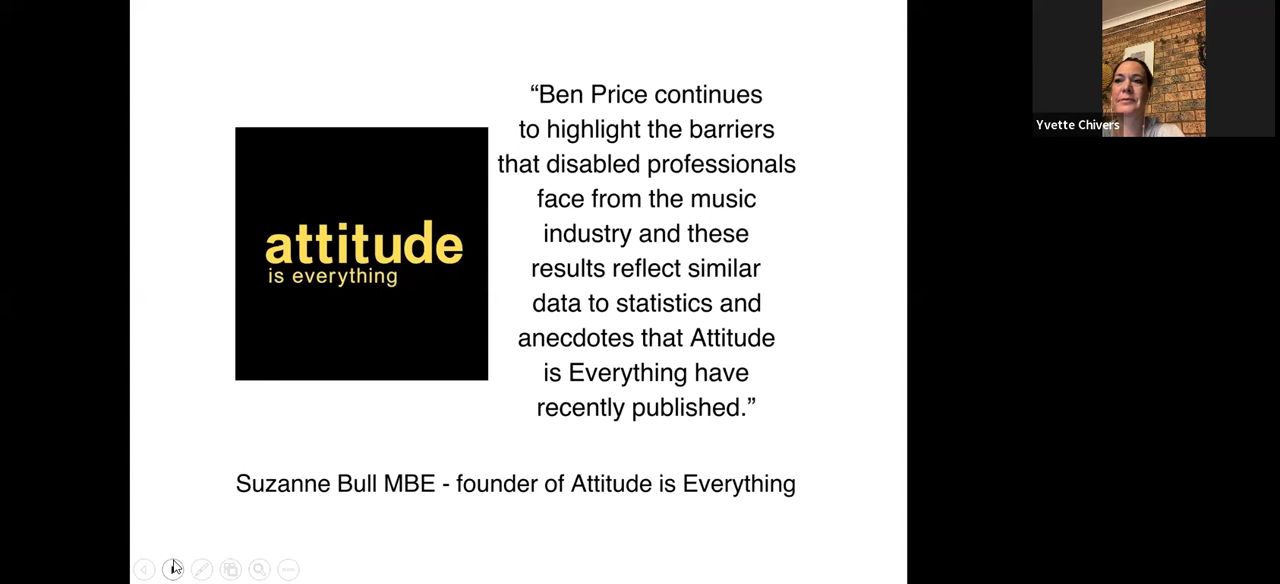 “Ben Price continues
to highlight the barriers
that disabled professionals
face from the music
industry and these
results reflect similar
data to statistics and
anecdotes that Attitude
is Everything have
recently published.”
attitude
is everything
Suzanne Bull MBE - founder of Attitude is Everything
Yvette Chivers